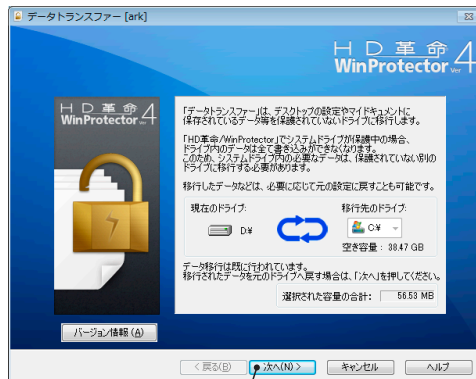 データトランスファー [ark]
HD革命
WinProtector Ver 4
HD革命 4
WinProtector Ver
「データトランスファー」は、デスクトップの設定やマイドキュメントに
保存されているデータ等を保護されていないドライブに移行します。
「HD革命/WinProtector」でシステムドライブが保護中の場合、
ドライブ内のデータは全て書き込みができなくなります。
このため、システムドライブ内の必要なデータは、保護されていない別の
ドライブに移行する必要があります。
移行したデータなどは、必要に応じて元の設定に戻すことも可能です。
現在のドライブ: 移行先のドライブ:
D:¥ C:¥
空き容量: 38.47 GB
データ移行は既に行われています。
移行されたデータを元のドライブへ戻す場合は、「次へ」を押してください。
選択された容量の合計: 56.53 MB
バージョン情報(A)
< 戻る(B) 次へ(N) > キャンセル ヘルプ